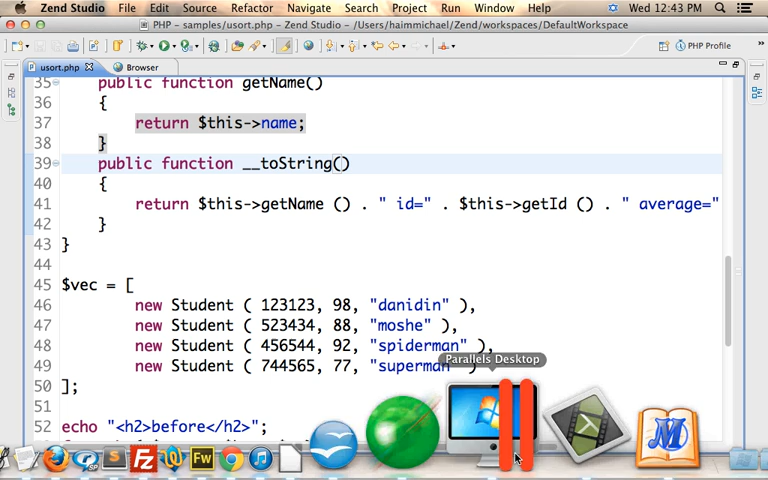 Zend Studio File Edit Source Refactor Navigate Search Project Run Window Help Wed 12:43 PM
PHP - samples/usort.php - Zend Studio - /Users/haimmichael/Zend/workspaces/DefaultWorkspace
PHP Profile
usort.php Browser
35 public function getName()
36 {
37 return $this->name;
38 }
39 public function __toString()
40 {
41 return $this->getName () . " id=" . $this->getId () . " average="
42 }
43 }
44
45 $vec = [
46 new Student ( 123123, 98, "danidin" ),
47 new Student ( 523434, 88, "moshe" ),
48 new Student ( 456544, 92, "spiderman" ),
49 new Student ( 744565, 77, "superman" )
Parallels Desktop
50 ];
51
52 echo "<h2>before</h2>";
Fw